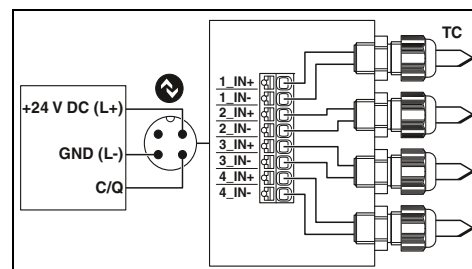 TC
1_IN+
1_IN-
2_IN+
2_IN-
3_IN+
3_IN-
4_IN+
4_IN-
+24 V DC (L+)
GND (L-)
C/Q